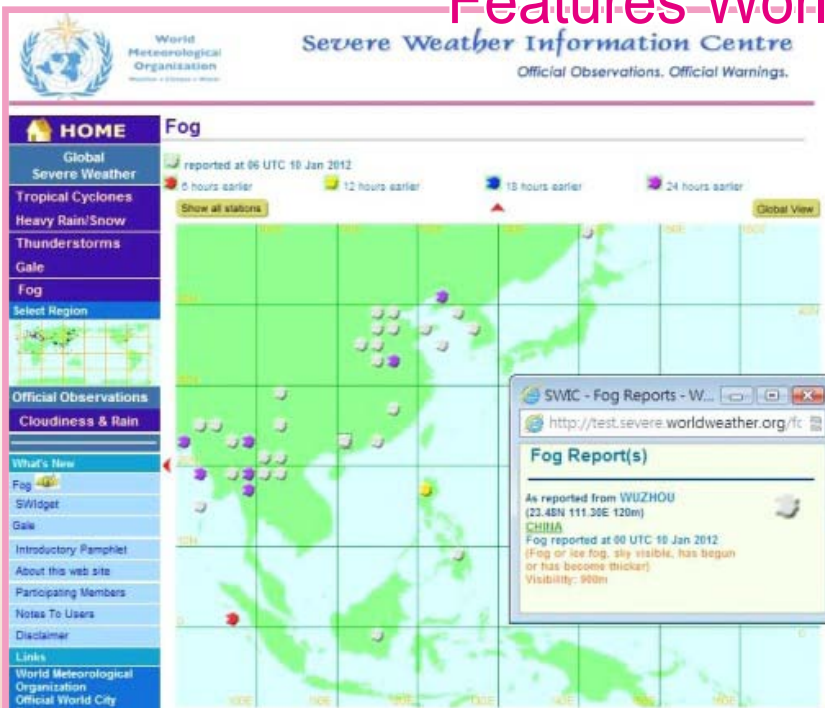 Features Worl
World
Meteorological
Organization
Weather • Climate • Water
Severe Weather Information Centre
Official Observations. Official Warnings.
HOME
Global
Severe Weather
Tropical Cyclones
Heavy Rain/Snow
Thunderstorms
Gale
Fog
Select Region
Official Observations
Cloudiness & Rain
What's New
Fog
SWIdget
Gale
Introductory Pamphlet
About this web site
Participating Members
Notes To Users
Disclaimer
Links
World Meteorological
Organization
Official World City
Fog
reported at 06 UTC 10 Jan 2012
6 hours earlier
12 hours earlier
18 hours earlier
24 hours earlier
Show all stations
Global View
SWIC - Fog Reports - W...
http://test.severe.worldweather.org/fc
Fog Report(s)
As reported from WUZHOU
(23.48N 111.30E 120m)
CHINA
Fog reported at 00 UTC 10 Jan 2012
(Fog or ice fog, sky visible, has begun
or has become thicker)
Visibility: 900m